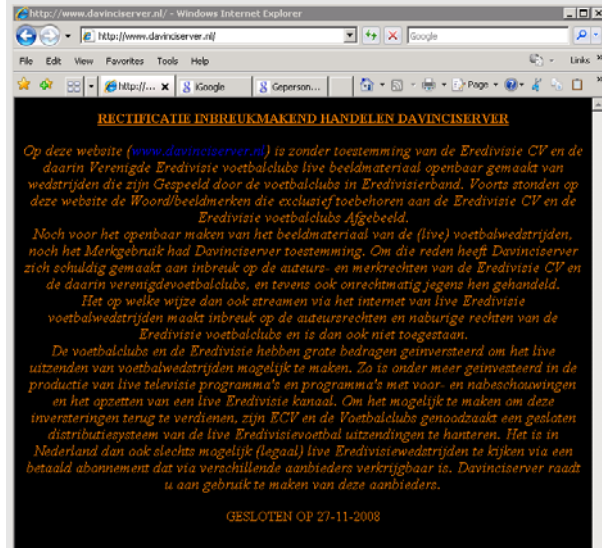 http://www.davinciserver.nl/ - Windows Internet Explorer
http://www.davinciserver.nl/
Google
File Edit View Favorites Tools Help
Links »
http://... x
iGoogle
Geperson...
Page
RECTIFICATIE INBREUKMAKEND HANDELEN DAVINCISERVER
Op deze website (www.davinciserver.nl) is zonder toestemming van de Eredivisie CV en de
daarin Verenigde Eredivisie voetbalclubs live beeldmateriaal openbaar gemaakt van
wedstrijden die zijn Gespeeld door de voetbalclubs in Eredivisierband. Voorts stonden op
deze website de Woord/beeldmerken die exclusief toebehoren aan de Eredivisie CV en de
Eredivisie voetbalclubs Afgebeeld.
Noch voor het openbaar maken van het beeldmateriaal van de (live) voetbalwedstrijden,
noch het Merkgebruik had Davinciserver toestemming. Om die reden heeft Davinciserver
zich schuldig gemaakt aan inbreuk op de auteurs- en merkrechten van de Eredivisie CV en
de daarin verenigdevoetbalclubs, en tevens ook onrechtmatig jegens hen gehandeld.
Het op welke wijze dan ook streamen via het internet van live Eredivisie
voetbalwedstrijden maakt inbreuk op de auteursrechten en naburige rechten van de
Eredivisie voetbalclubs en is dan ook niet toegestaan.
De voetbalclubs en de Eredivisie hebben grote bedragen geinversteerd om het live
uitzenden van voetbalwedstrijden mogelijk te maken. Zo is onder meer geinvesteerd in de
productie van live televisie programma's en programma's met voor- en nabeschouwingen
en het opzetten van een live Eredivisie kanaal. Om het mogelijk te maken om deze
inversteringen terug te verdienen, zijn ECV en de Voetbalclubs genoodzaakt een gesloten
distributiesysteem van de live Eredivisievoetbal uitzendingen te hanteren. Het is in
Nederland dan ook slechts mogelijk (legaal) live Eredivisiewedstrijden te kijken via een
betaald abonnement dat via verschillende aanbieders verkrijgbaar is. Davinciserver raadt
u aan gebruik te maken van deze aanbieders.
GESLOTEN OP 27-11-2008